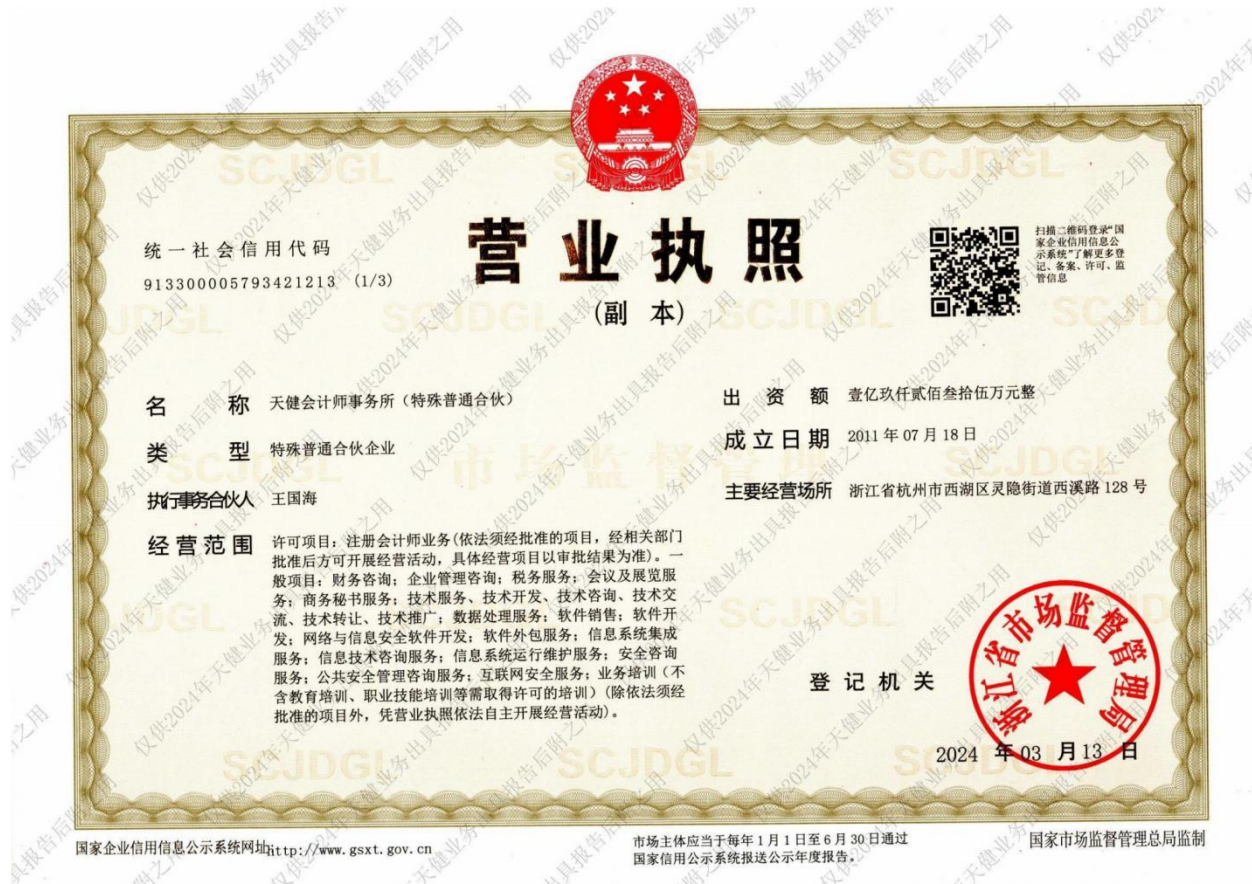 统一社会信用代码
913300005793421213 (1/3)
营业执照
(副 本)
扫描二维码登录“国
家企业信用信息公
示系统”了解更多登
记、备案、许可、监
管信息
名 称 天健会计师事务所（特殊普通合伙）
类 型 特殊普通合伙企业
执行事务合伙人 王国海
经营范围 许可项目：注册会计师业务(依法须经批准的项目，经相关部门
批准后方可开展经营活动，具体经营项目以审批结果为准)。一
般项目：财务咨询；企业管理咨询；税务服务；会议及展览服
务；商务秘书服务；技术服务、技术开发、技术咨询、技术交
流、技术转让、技术推广；数据处理服务；软件销售；软件开
发；网络与信息安全软件开发；软件外包服务；信息系统集成
服务；信息技术咨询服务；信息系统运行维护服务；安全咨询
服务；公共安全管理咨询服务；互联网安全服务；业务培训（不
含教育培训、职业技能培训等需取得许可的培训）(除依法须经
批准的项目外，凭营业执照依法自主开展经营活动)。
出 资 额 壹亿玖仟贰佰叁拾伍万元整
成立日期 2011年07月18日
主要经营场所 浙江省杭州市西湖区灵隐街道西溪路128号
登记机关
浙江省市场监督管理局
2024 年 03 月 13 日
国家企业信用信息公示系统网址http://www.gsxt.gov.cn
市场主体应当于每年1月1日至6月30日通过
国家信用公示系统报送公示年度报告。
国家市场监督管理总局监制
SCJDGL
市场监督管理
仅供2024年天健业务出具报告后附之用